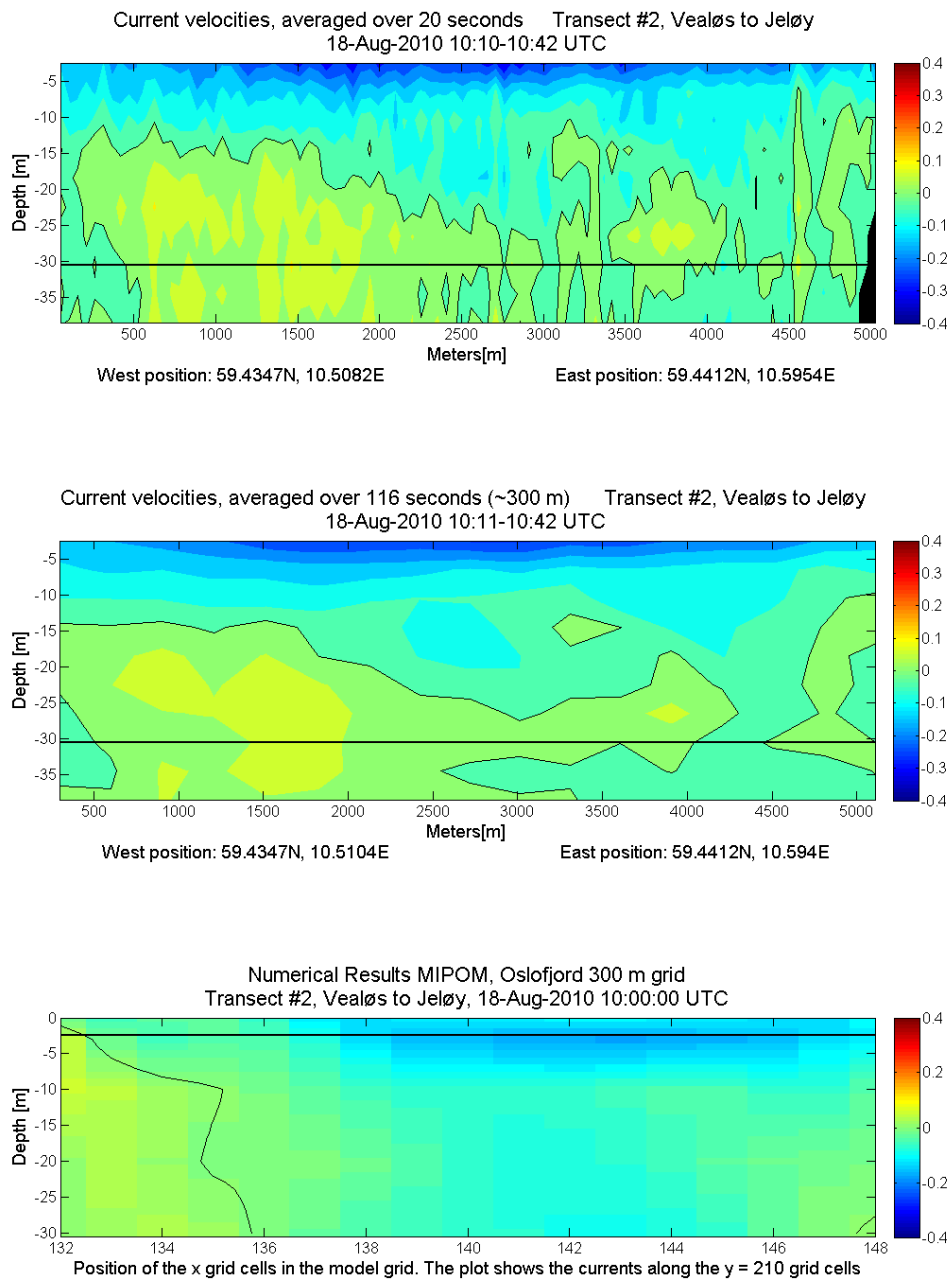 Current velocities, averaged over 20 seconds Transect #2, Vealøs to Jeløy
18-Aug-2010 10:10-10:42 UTC
Depth [m]
-5
-10
-15
-20
-25
-30
-35
500 1000 1500 2000 2500 3000 3500 4000 4500 5000
Meters[m]
0.4
0.3
0.2
0.1
0
-0.1
-0.2
-0.3
-0.4
West position: 59.4347N, 10.5082E East position: 59.4412N, 10.5954E
Current velocities, averaged over 116 seconds (~300 m) Transect #2, Vealøs to Jeløy
18-Aug-2010 10:11-10:42 UTC
Depth [m]
-5
-10
-15
-20
-25
-30
-35
500 1000 1500 2000 2500 3000 3500 4000 4500 5000
Meters[m]
0.4
0.3
0.2
0.1
0
-0.1
-0.2
-0.3
-0.4
West position: 59.4347N, 10.5104E East position: 59.4412N, 10.594E
Numerical Results MIPOM, Oslofjord 300 m grid
Transect #2, Vealøs to Jeløy, 18-Aug-2010 10:00:00 UTC
Depth [m]
0
-5
-10
-15
-20
-25
-30
132 134 136 138 140 142 144 146 148
0.4
0.2
0
-0.2
-0.4
Position of the x grid cells in the model grid. The plot shows the currents along the y = 210 grid cells